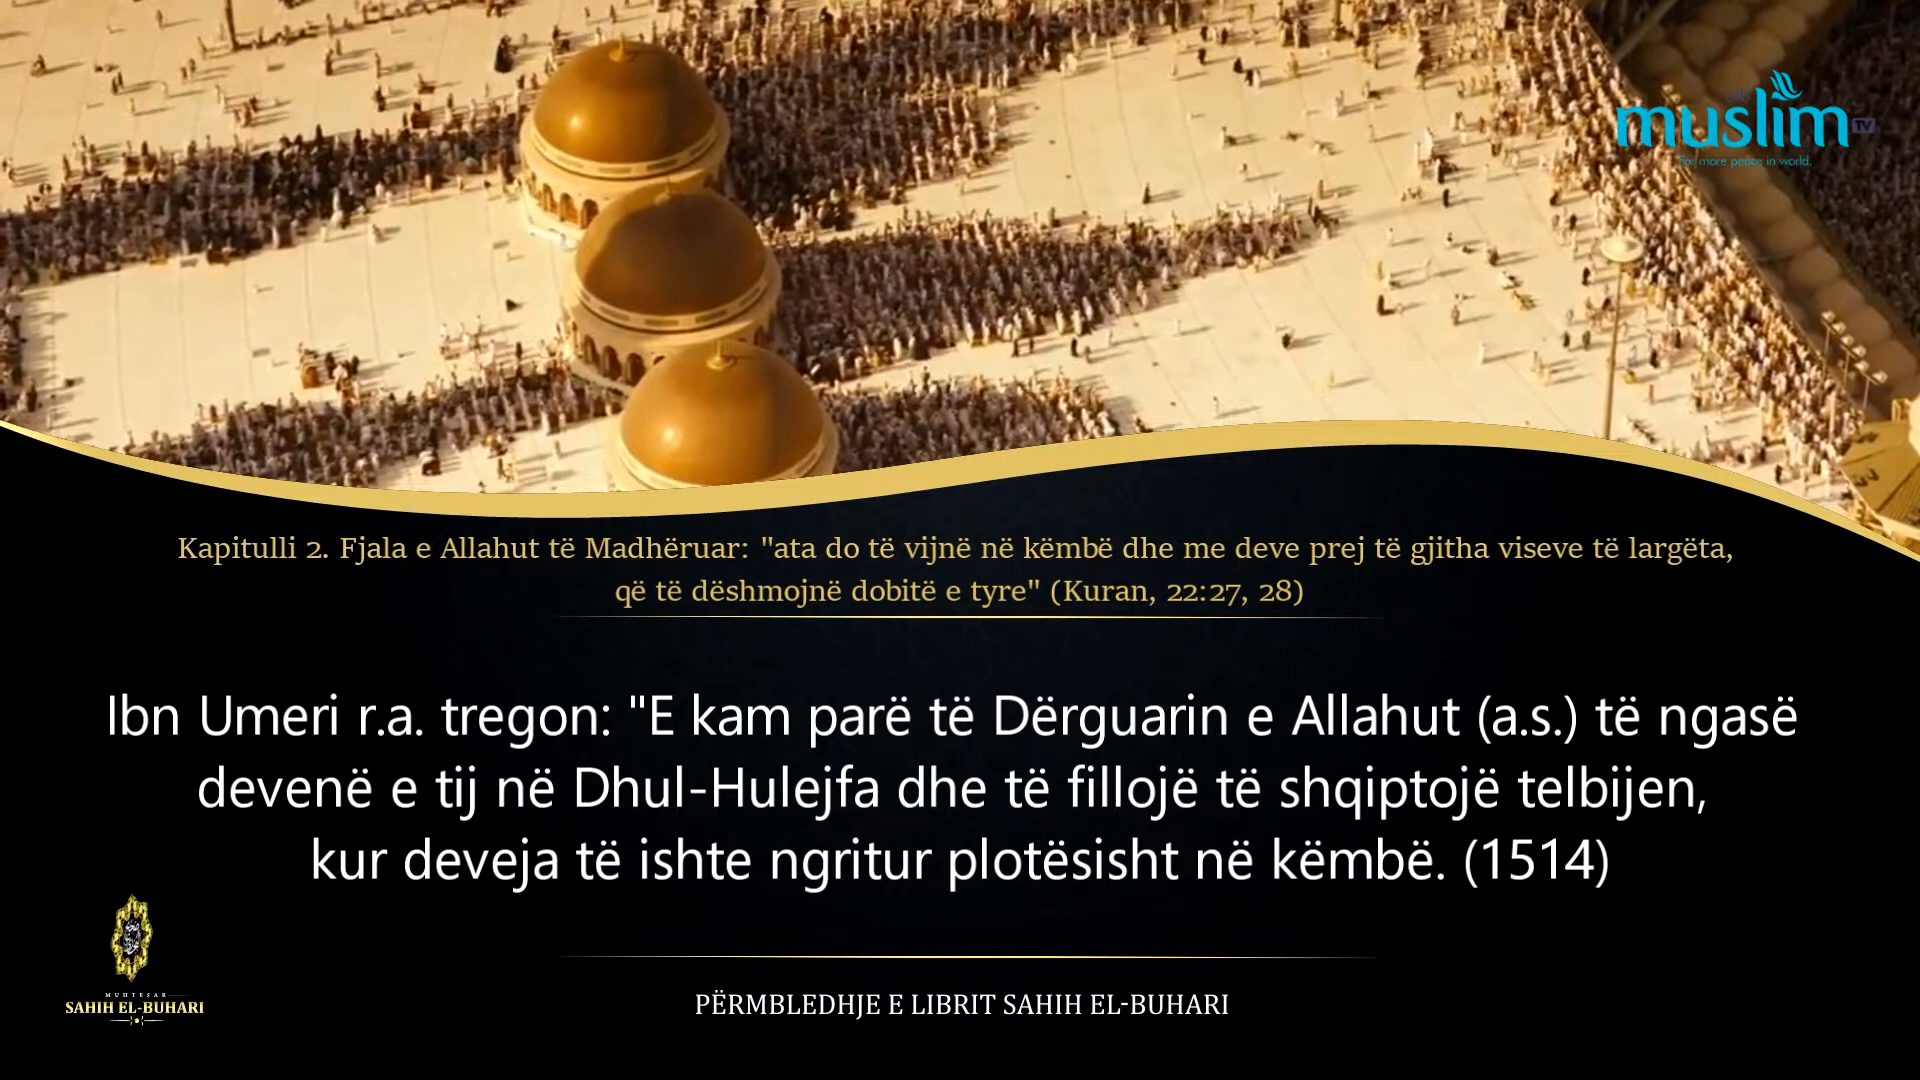 muslim TV
For more peace in world.
Kapitulli 2. Fjala e Allahut të Madhëruar: "ata do të vijnë në këmbë dhe me deve prej të gjitha viseve të largëta,
që të dëshmojnë dobitë e tyre" (Kuran, 22:27, 28)
Ibn Umeri r.a. tregon: "E kam parë të Dërguarin e Allahut (a.s.) të ngasë
devenë e tij në Dhul-Hulejfa dhe të fillojë të shqiptojë telbijen,
kur deveja të ishte ngritur plotësisht në këmbë. (1514)
MUHTESAR
SAHIH EL-BUHARI
PËRMBLEDHJE E LIBRIT SAHIH EL-BUHARI